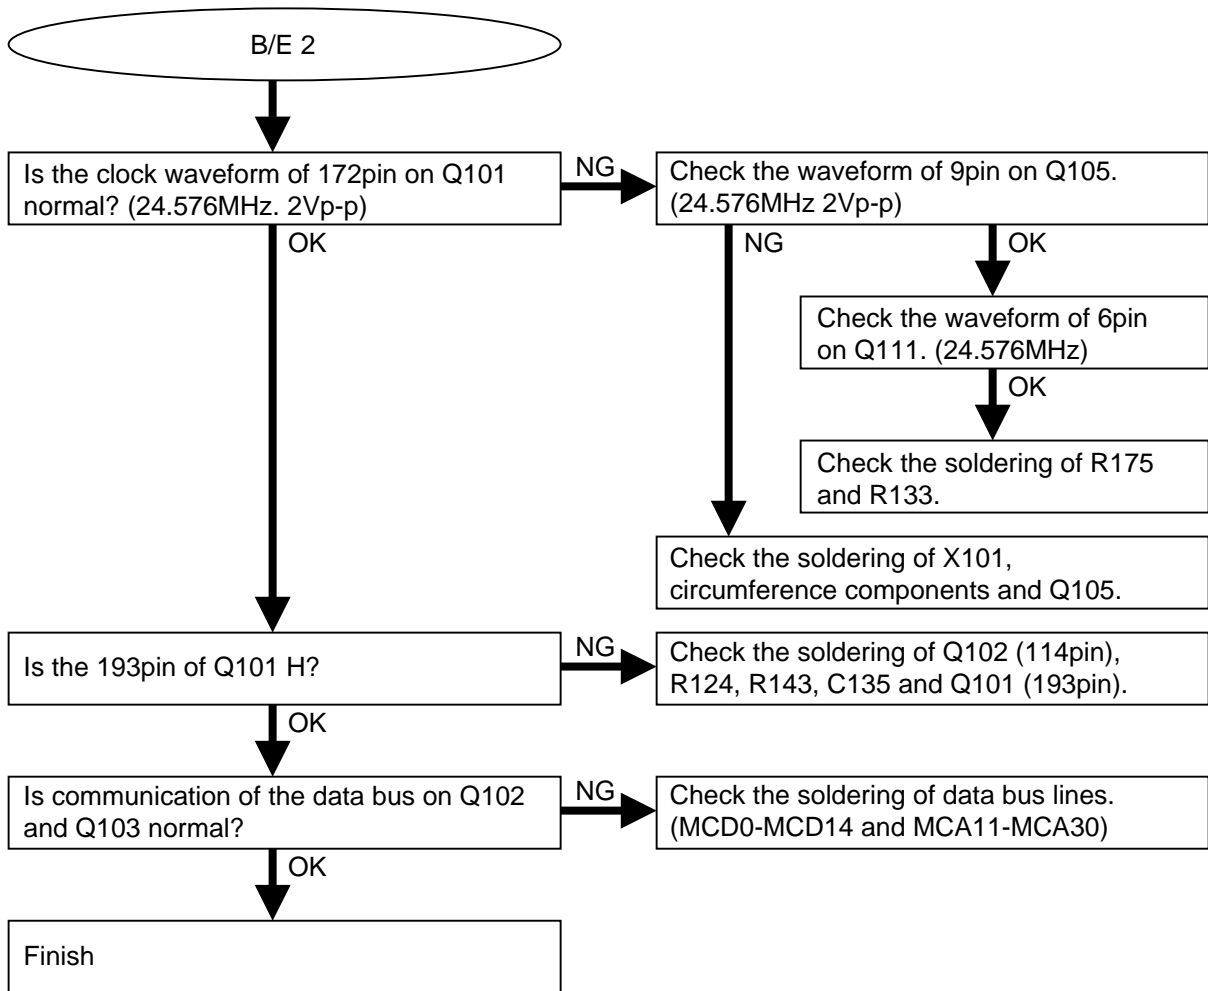 B/E 2
Is the clock waveform of 172pin on Q101
normal? (24.576MHz. 2Vp-p)
NG
Check the waveform of 9pin on Q105.
(24.576MHz 2Vp-p)
OK
NG
OK
Check the waveform of 6pin
on Q111. (24.576MHz)
OK
Check the soldering of R175
and R133.
Check the soldering of X101,
circumference components and Q105.
Is the 193pin of Q101 H?
NG
Check the soldering of Q102 (114pin),
R124, R143, C135 and Q101 (193pin).
OK
Is communication of the data bus on Q102
and Q103 normal?
NG
Check the soldering of data bus lines.
(MCD0-MCD14 and MCA11-MCA30)
OK
Finish